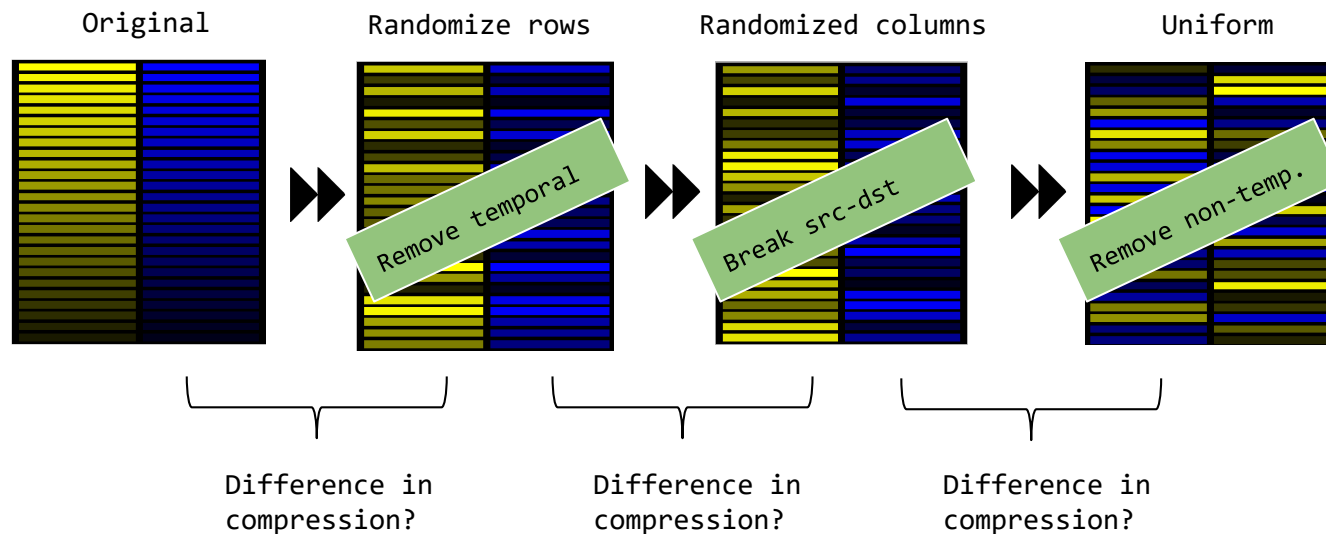 Original
Randomize rows
Randomized columns
Uniform
Remove temporal
Break src-dst
Remove non-temp.
Difference in
compression?
Difference in
compression?
Difference in
compression?